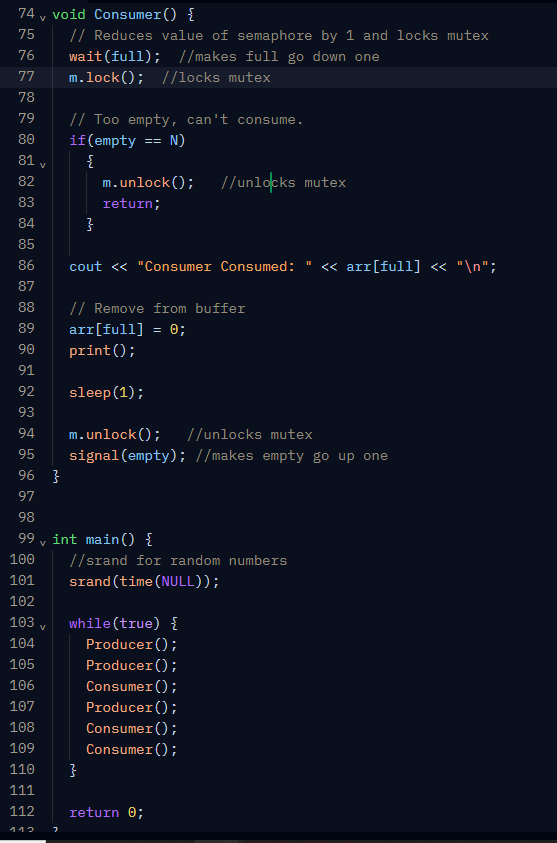 74 void Consumer() {
75   // Reduces value of semaphore by 1 and locks mutex
76   wait(full);  //makes full go down one
77   m.lock();  //locks mutex
78
79   // Too empty, can't consume.
80   if(empty == N)
81     {
82       m.unlock();   //unlocks mutex
83       return;
84     }
85
86   cout << "Consumer Consumed: " << arr[full] << "\n";
87
88   // Remove from buffer
89   arr[full] = 0;
90   print();
91
92   sleep(1);
93
94   m.unlock();   //unlocks mutex
95   signal(empty); //makes empty go up one
96 }
97
98
99 int main() {
100   //srand for random numbers
101   srand(time(NULL));
102
103   while(true) {
104     Producer();
105     Producer();
106     Consumer();
107     Producer();
108     Consumer();
109     Consumer();
110   }
111
112   return 0;
113 }